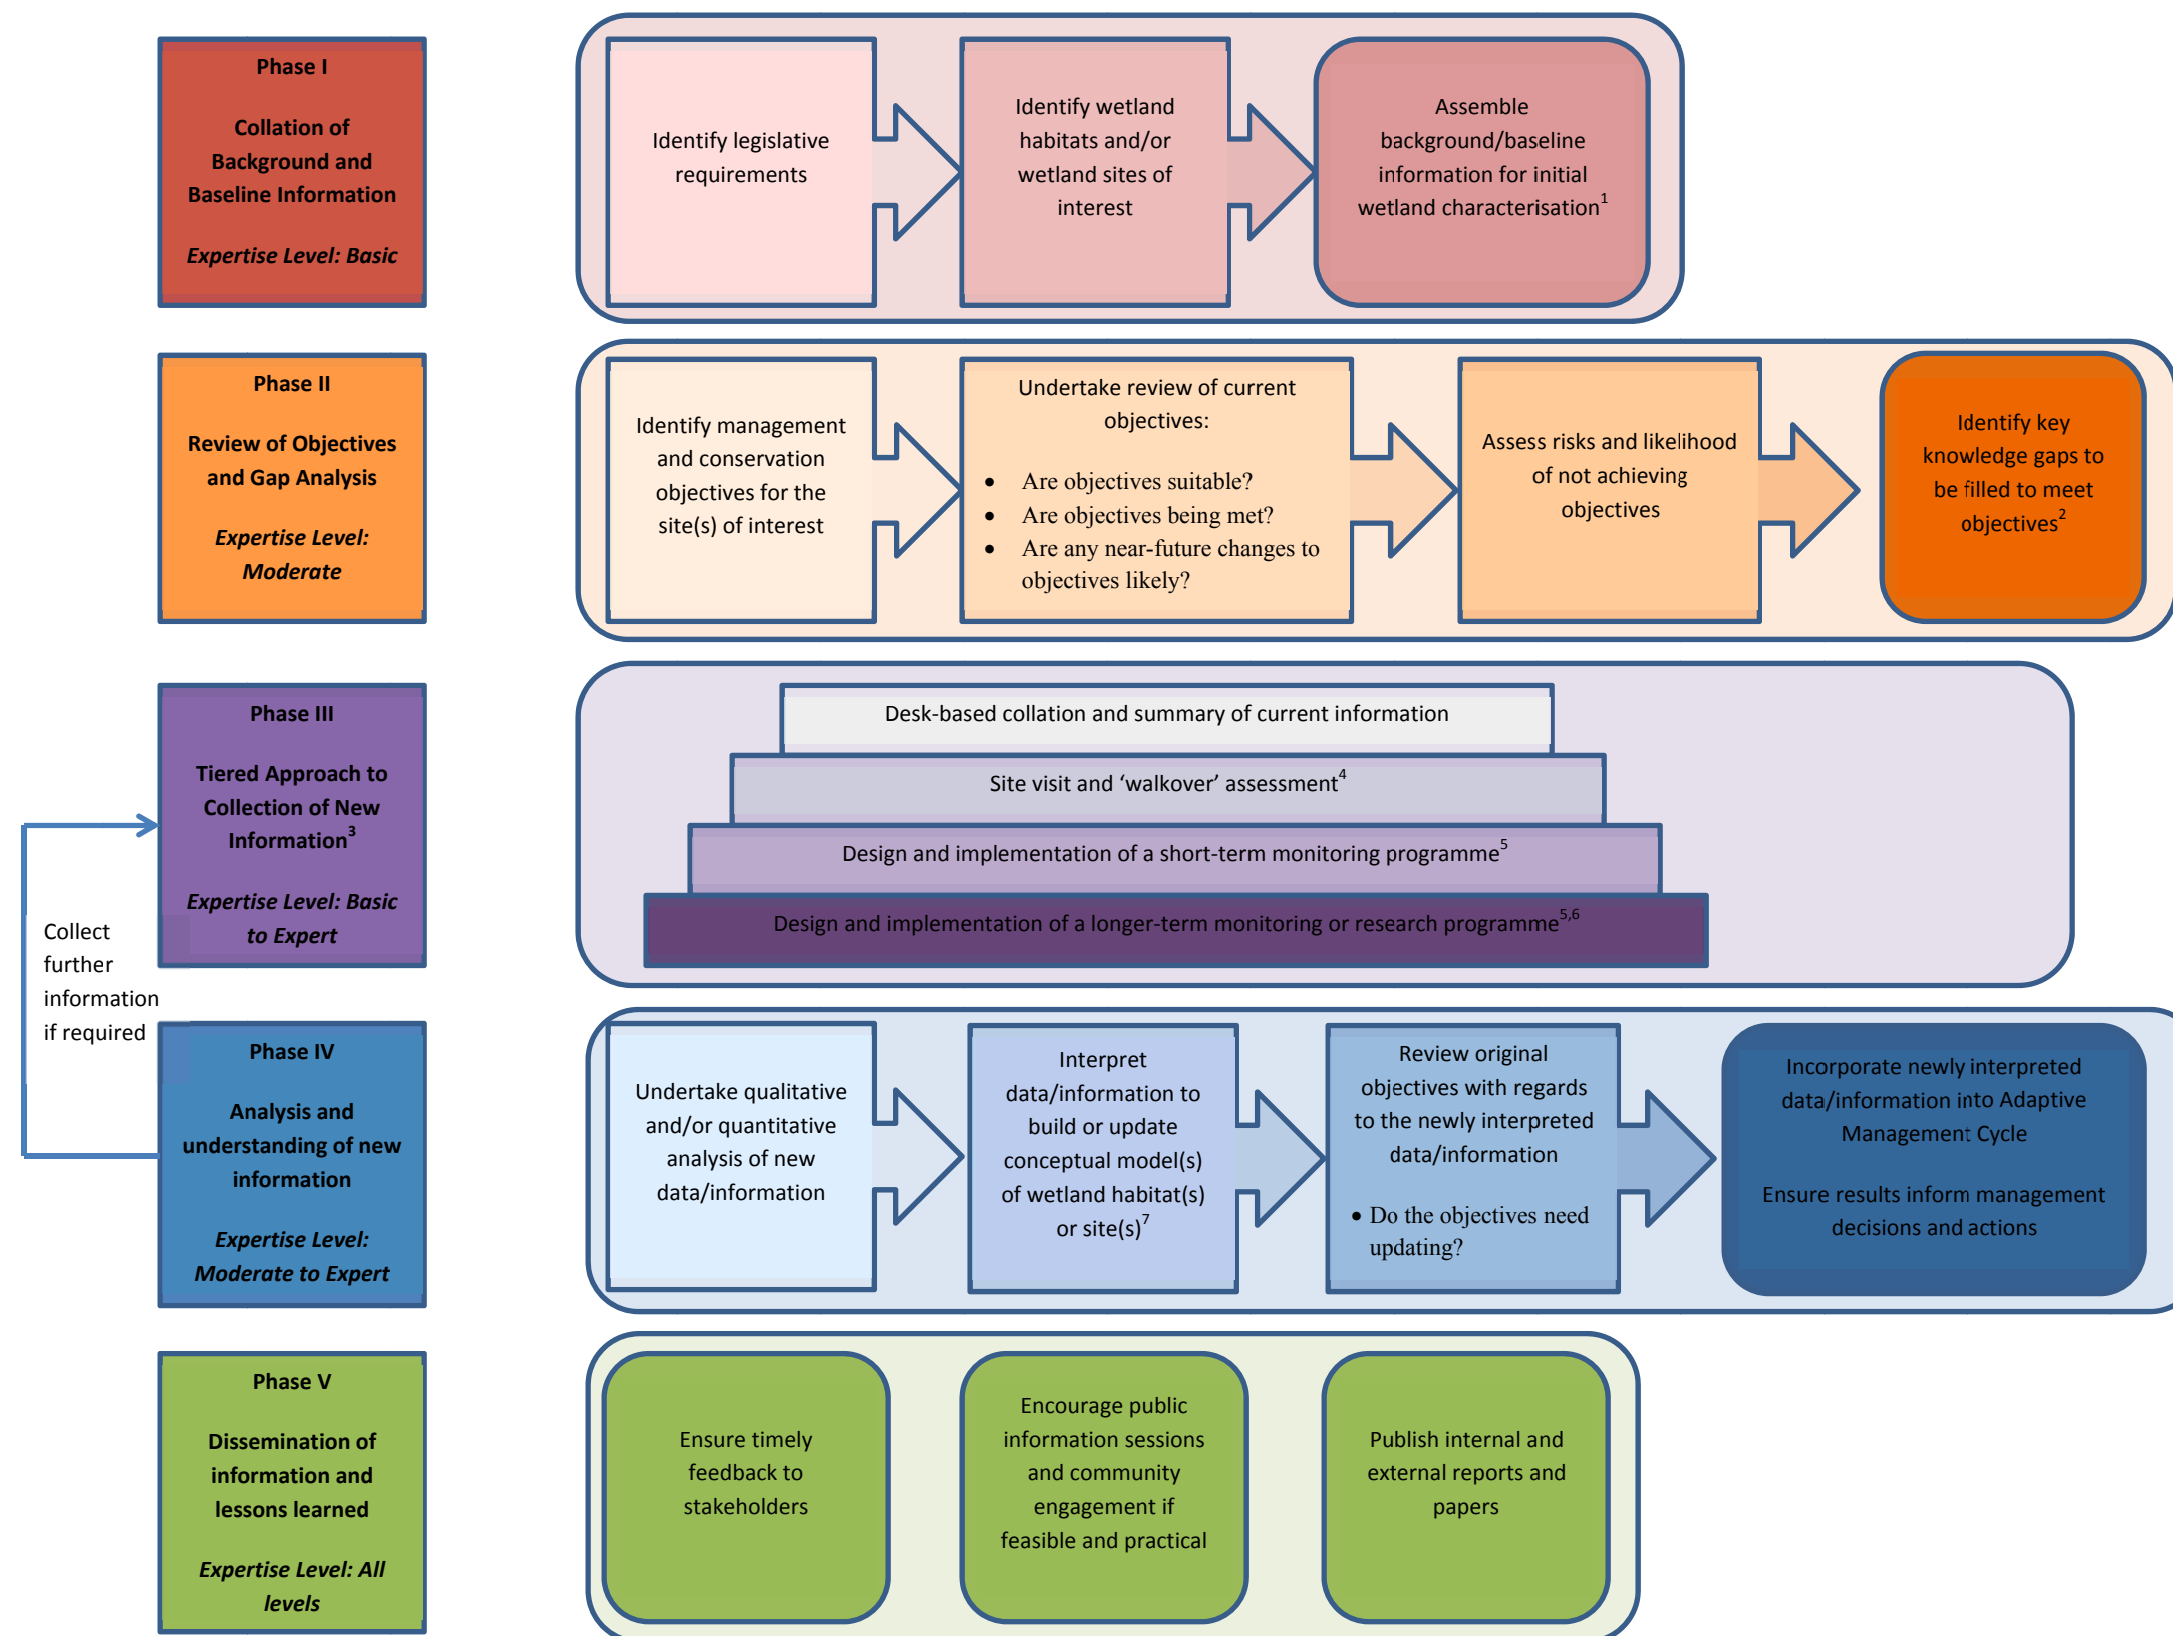 Phase I
Collation of
Background and
Baseline Information
Expertise Level: Basic
Identify legislative
requirements
Identify wetland
habitats and/or
wetland sites of
interest
Assemble
background/baseline
information for initial
wetland characterisation1
Phase II
Review of Objectives
and Gap Analysis
Expertise Level:
Moderate
Identify management
and conservation
objectives for the
site(s) of interest
Undertake review of current
objectives:
• Are objectives suitable?
• Are objectives being met?
• Are any near-future changes to
objectives likely?
Assess risks and likelihood
of not achieving
objectives
Identify key
knowledge gaps to
be filled to meet
objectives2
Phase III
Tiered Approach to
Collection of New
Information3
Expertise Level: Basic
to Expert
Desk-based collation and summary of current information
Site visit and ‘walkover’ assessment4
Design and implementation of a short-term monitoring programme5
Design and implementation of a longer-term monitoring or research programme5,6
Collect
further
information
if required
Phase IV
Analysis and
understanding of new
information
Expertise Level:
Moderate to Expert
Undertake qualitative
and/or quantitative
analysis of new
data/information
Interpret
data/information to
build or update
conceptual model(s)
of wetland habitat(s)
or site(s)7
Review original
objectives with regards
to the newly interpreted
data/information
• Do the objectives need
updating?
Incorporate newly interpreted
data/information into Adaptive
Management Cycle
Ensure results inform management
decisions and actions
Phase V
Dissemination of
information and
lessons learned
Expertise Level: All
levels
Ensure timely
feedback to
stakeholders
Encourage public
information sessions
and community
engagement if
feasible and practical
Publish internal and
external reports and
papers